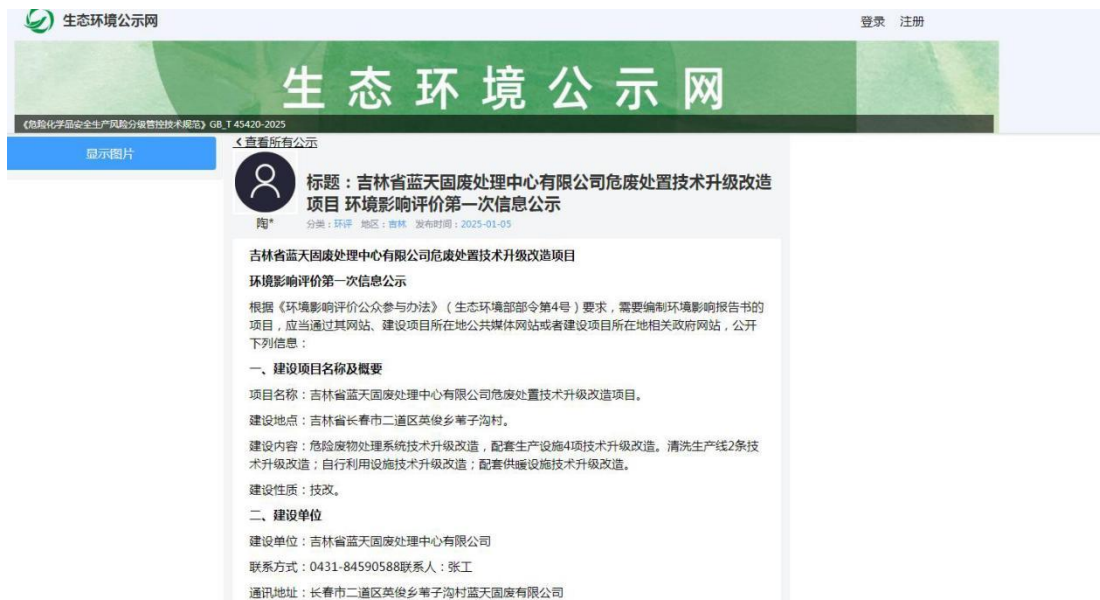 生态环境公示网
登录 注册
生态环境公示网
《危险化学品安全生产风险分级管控技术规范》GB_T 45420-2025
显示图片
查看所有公示
标题：吉林省蓝天固废处理中心有限公司危废处置技术升级改造
项目 环境影响评价第一次信息公示
陶*
分类：环评 地区：吉林 发布时间：2025-01-05
吉林省蓝天固废处理中心有限公司危废处置技术升级改造项目
环境影响评价第一次信息公示
根据《环境影响评价公众参与办法》（生态环境部部令第4号）要求，需要编制环境影响报告书的
项目，应当通过其网站、建设项目所在地公共媒体网站或者建设项目所在地相关政府网站，公开
下列信息：
一、建设项目名称及概要
项目名称：吉林省蓝天固废处理中心有限公司危废处置技术升级改造项目。
建设地点：吉林省长春市二道区英俊乡苇子沟村。
建设内容：危险废物处理系统技术升级改造，配套生产设施4项技术升级改造。清洗生产线2条技
术升级改造；自行利用设施技术升级改造；配套供暖设施技术升级改造。
建设性质：技改。
二、建设单位
建设单位：吉林省蓝天固废处理中心有限公司
联系方式：0431-84590588联系人：张工
通讯地址：长春市二道区英俊乡苇子沟村蓝天固废有限公司